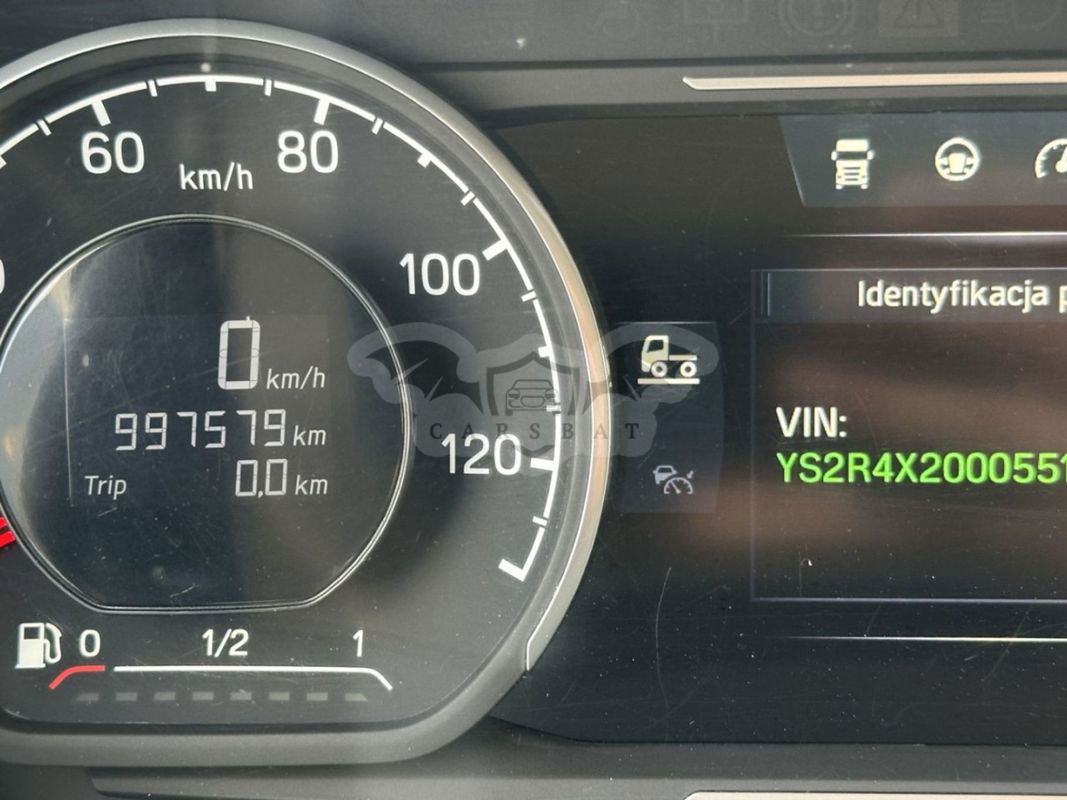 60
80
km/h
100
120
0 km/h
997579 km
Trip 0,0 km
0 1/2 1
CARSBAT
Identyfikacja
VIN:
YS2R4X2000551